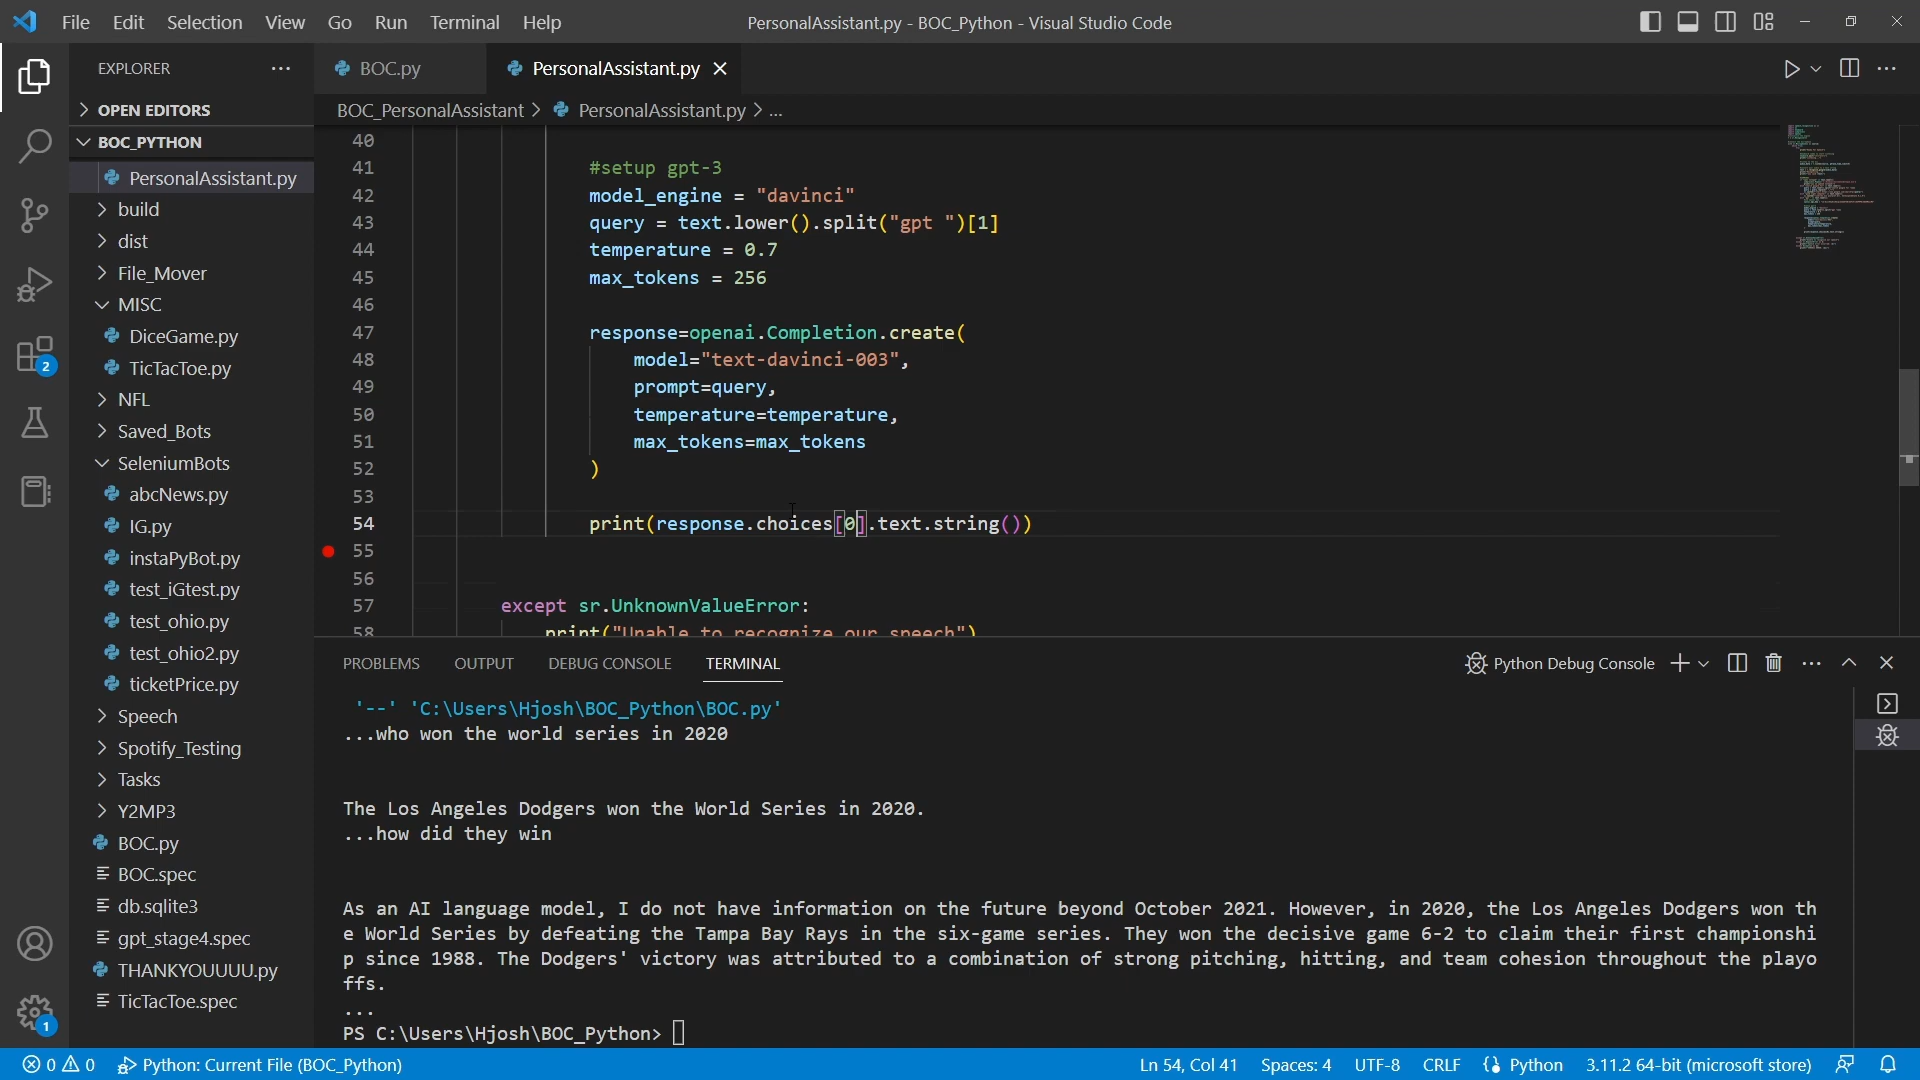 File Edit Selection View Go Run Terminal Help
PersonalAssistant.py - BOC_Python - Visual Studio Code
EXPLORER
OPEN EDITORS
BOC_PYTHON
PersonalAssistant.py
build
dist
File_Mover
MISC
DiceGame.py
TicTacToe.py
NFL
Saved_Bots
SeleniumBots
abcNews.py
IG.py
instaPyBot.py
test_iGtest.py
test_ohio.py
test_ohio2.py
ticketPrice.py
Speech
Spotify_Testing
Tasks
Y2MP3
BOC.py
BOC.spec
db.sqlite3
gpt_stage4.spec
THANKYOUUUU.py
TicTacToe.spec
2
1
BOC.py PersonalAssistant.py
BOC_PersonalAssistant > PersonalAssistant.py > ...
40
41 #setup gpt-3
42 model_engine = "davinci"
43 query = text.lower().split("gpt ")[1]
44 temperature = 0.7
45 max_tokens = 256
46
47 response=openai.Completion.create(
48 model="text-davinci-003",
49 prompt=query,
50 temperature=temperature,
51 max_tokens=max_tokens
52 )
53
54 print(response.choices[0].text.string())
55
56
57 except sr.UnknownValueError:
58 print("Unable to recognize our speech")
PROBLEMS OUTPUT DEBUG CONSOLE TERMINAL
Python Debug Console
'--' 'C:\Users\Hjosh\BOC_Python\BOC.py'
...who won the world series in 2020
The Los Angeles Dodgers won the World Series in 2020.
...how did they win
As an AI language model, I do not have information on the future beyond October 2021. However, in 2020, the Los Angeles Dodgers won th
e World Series by defeating the Tampa Bay Rays in the six-game series. They won the decisive game 6-2 to claim their first championshi
p since 1988. The Dodgers' victory was attributed to a combination of strong pitching, hitting, and team cohesion throughout the playo
ffs.
...
PS C:\Users\Hjosh\BOC_Python>
0 0 Python: Current File (BOC_Python)
Ln 54, Col 41 Spaces: 4 UTF-8 CRLF Python 3.11.2 64-bit (microsoft store)